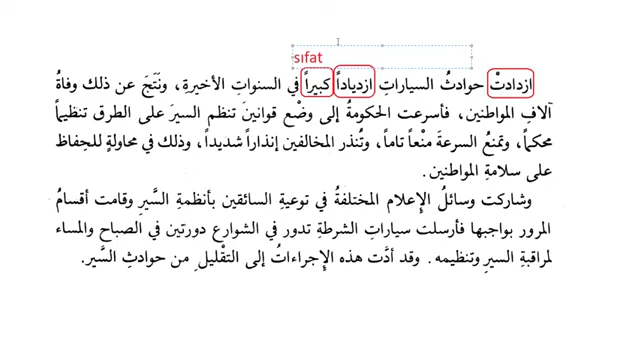 sıfat
ازدادتْ حوادثُ السياراتِ ازدياداً كبيراً في السنواتِ الأخيرةِ، ونَتَجَ عن ذلك وفاةُ
آلافِ المواطنين، فأسرعت الحكومةُ إلى وضْعِ قوانينَ تنظم السيرَ على الطرق تنظيماً
محكماً، وتمنعُ السرعةَ منْعاً تاماً، وتُنذر المخالفين إنذاراً شديداً، وذلك في محاولةٍ للحِفاظ
على سلامةِ المواطنين.
وشاركت وسائلُ الإعلام المختلفةُ في توعيةِ السائقين بأنظمةِ السَّيرِ وقامت أقسامُ
المرور بواجبها فأرسلت سياراتِ الشرطةِ تدور في الشوارع دورتين في الصباح والمساء
لمراقبةِ السيرِ وتنظيمه. وقد أدَّت هذه الإجراءاتُ إلى التقْليلِ من حوادثِ السَّير.